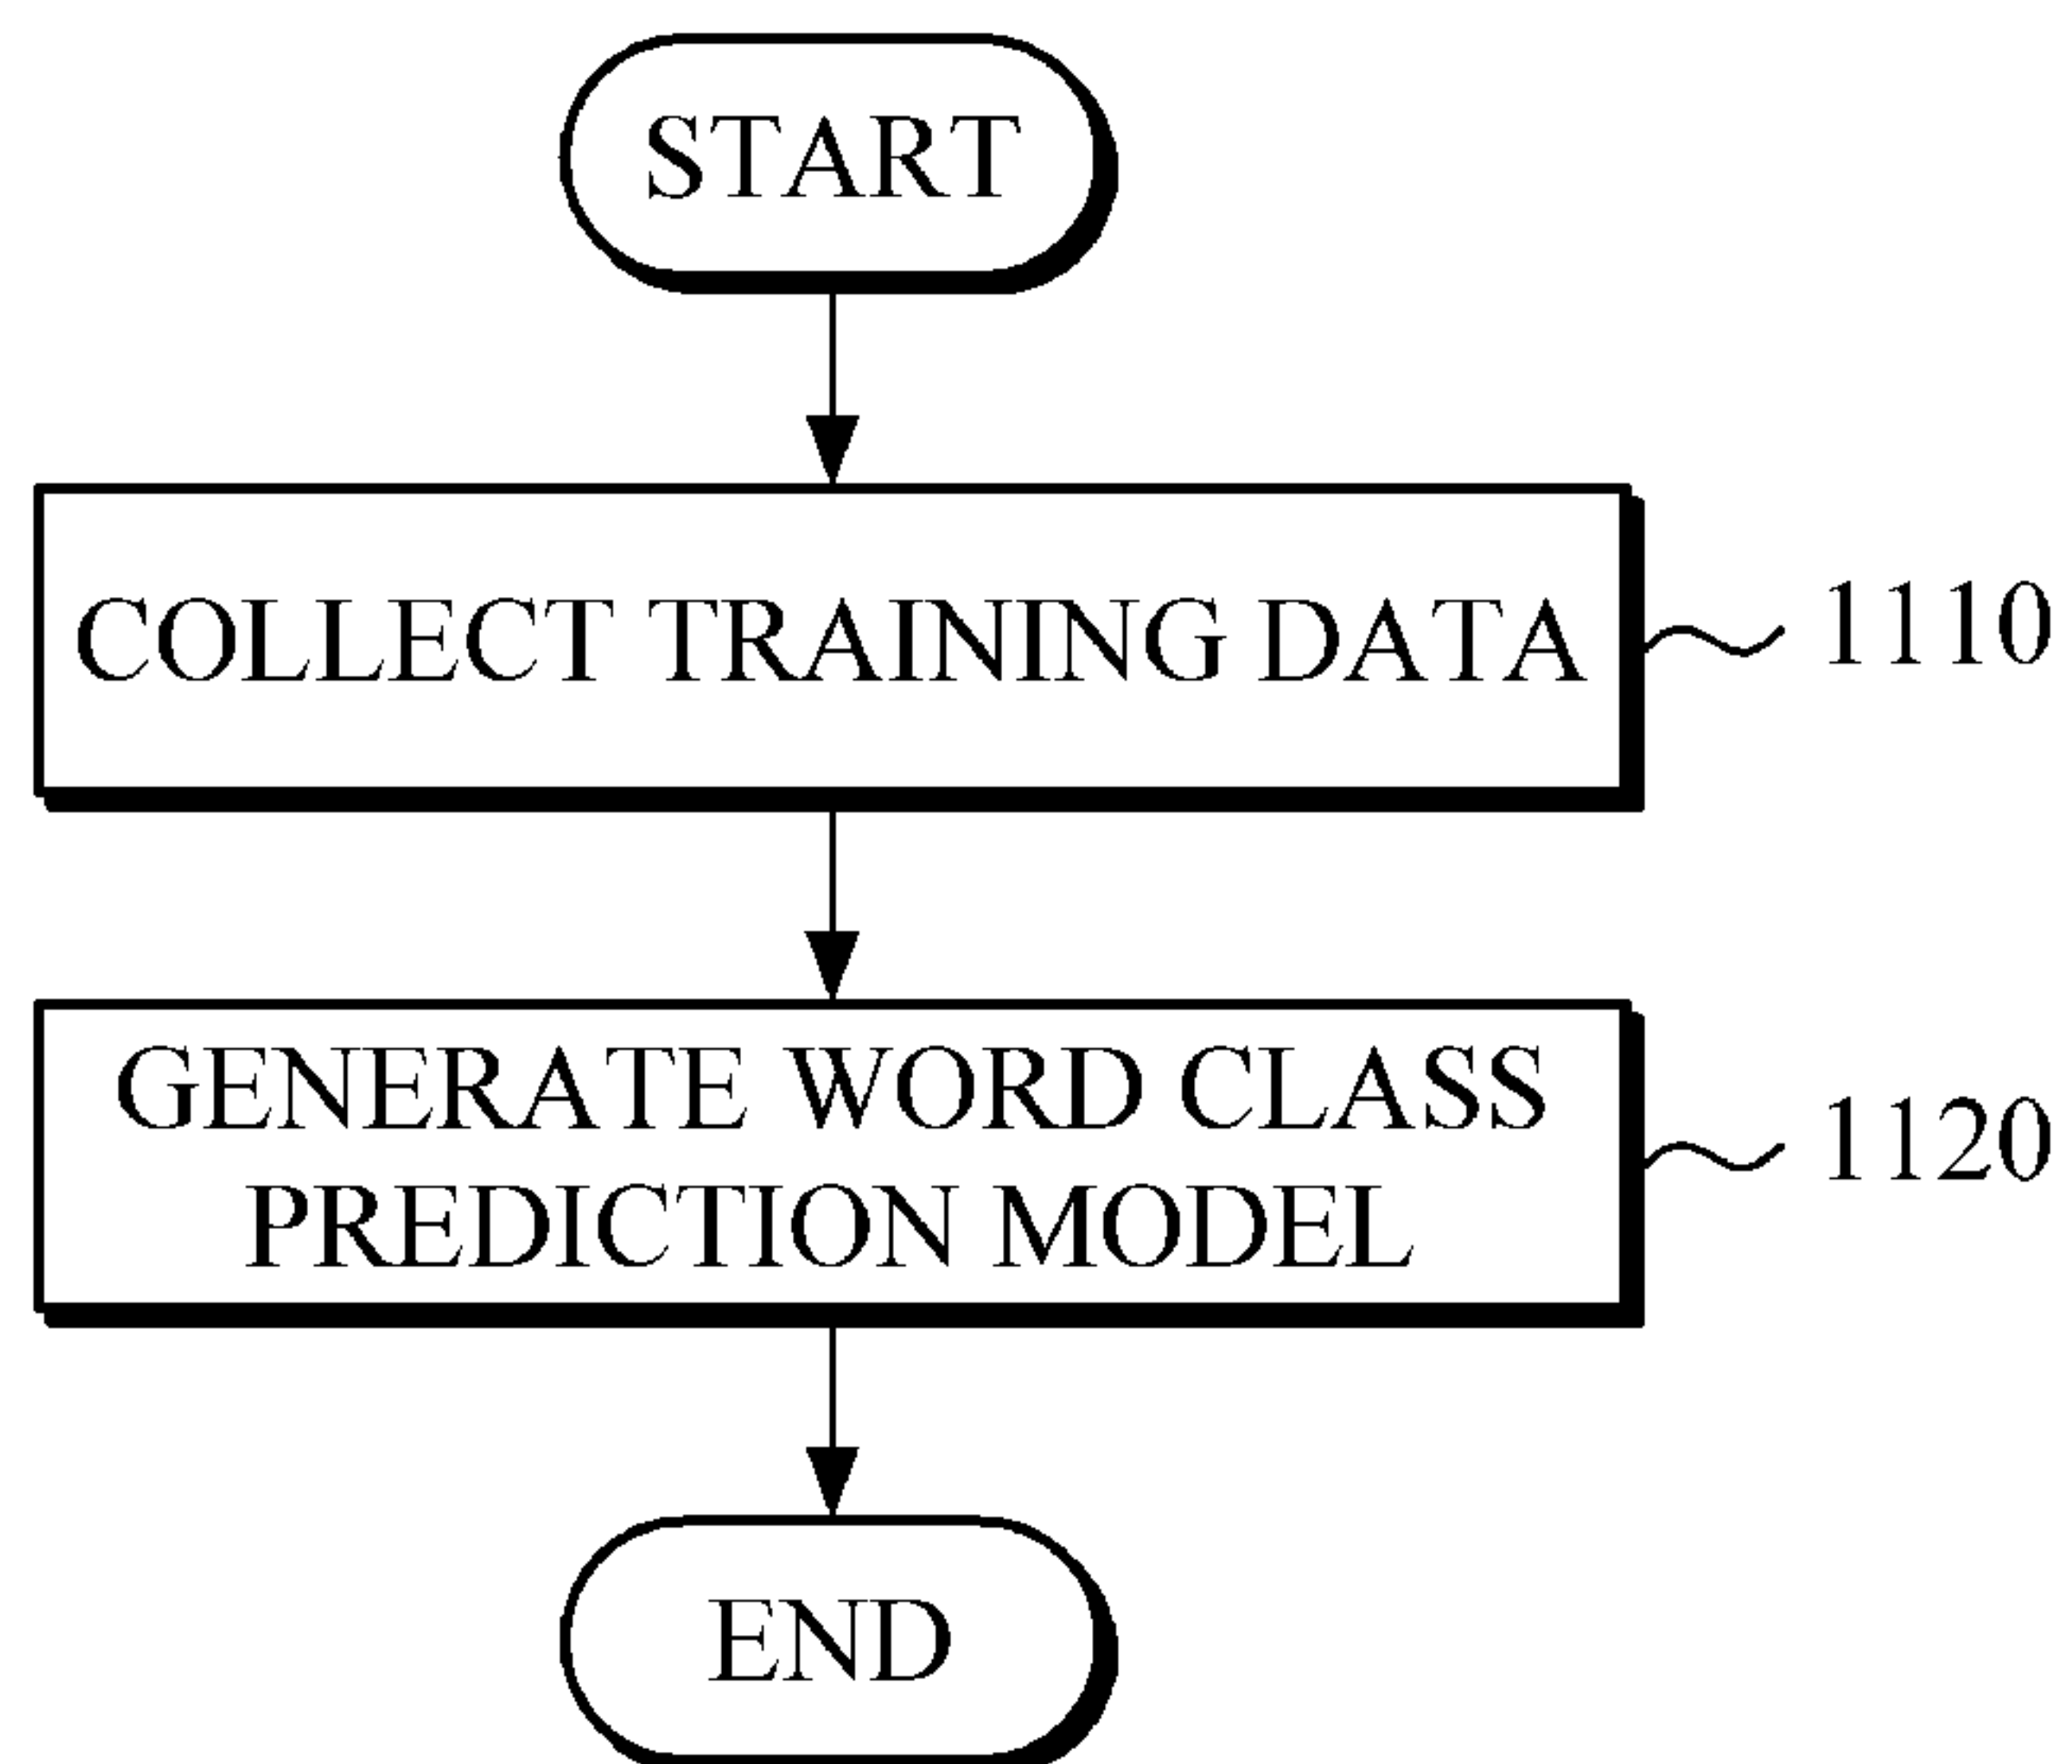 START
COLLECT TRAINING DATA
1110
GENERATE WORD CLASS
PREDICTION MODEL
1120
END